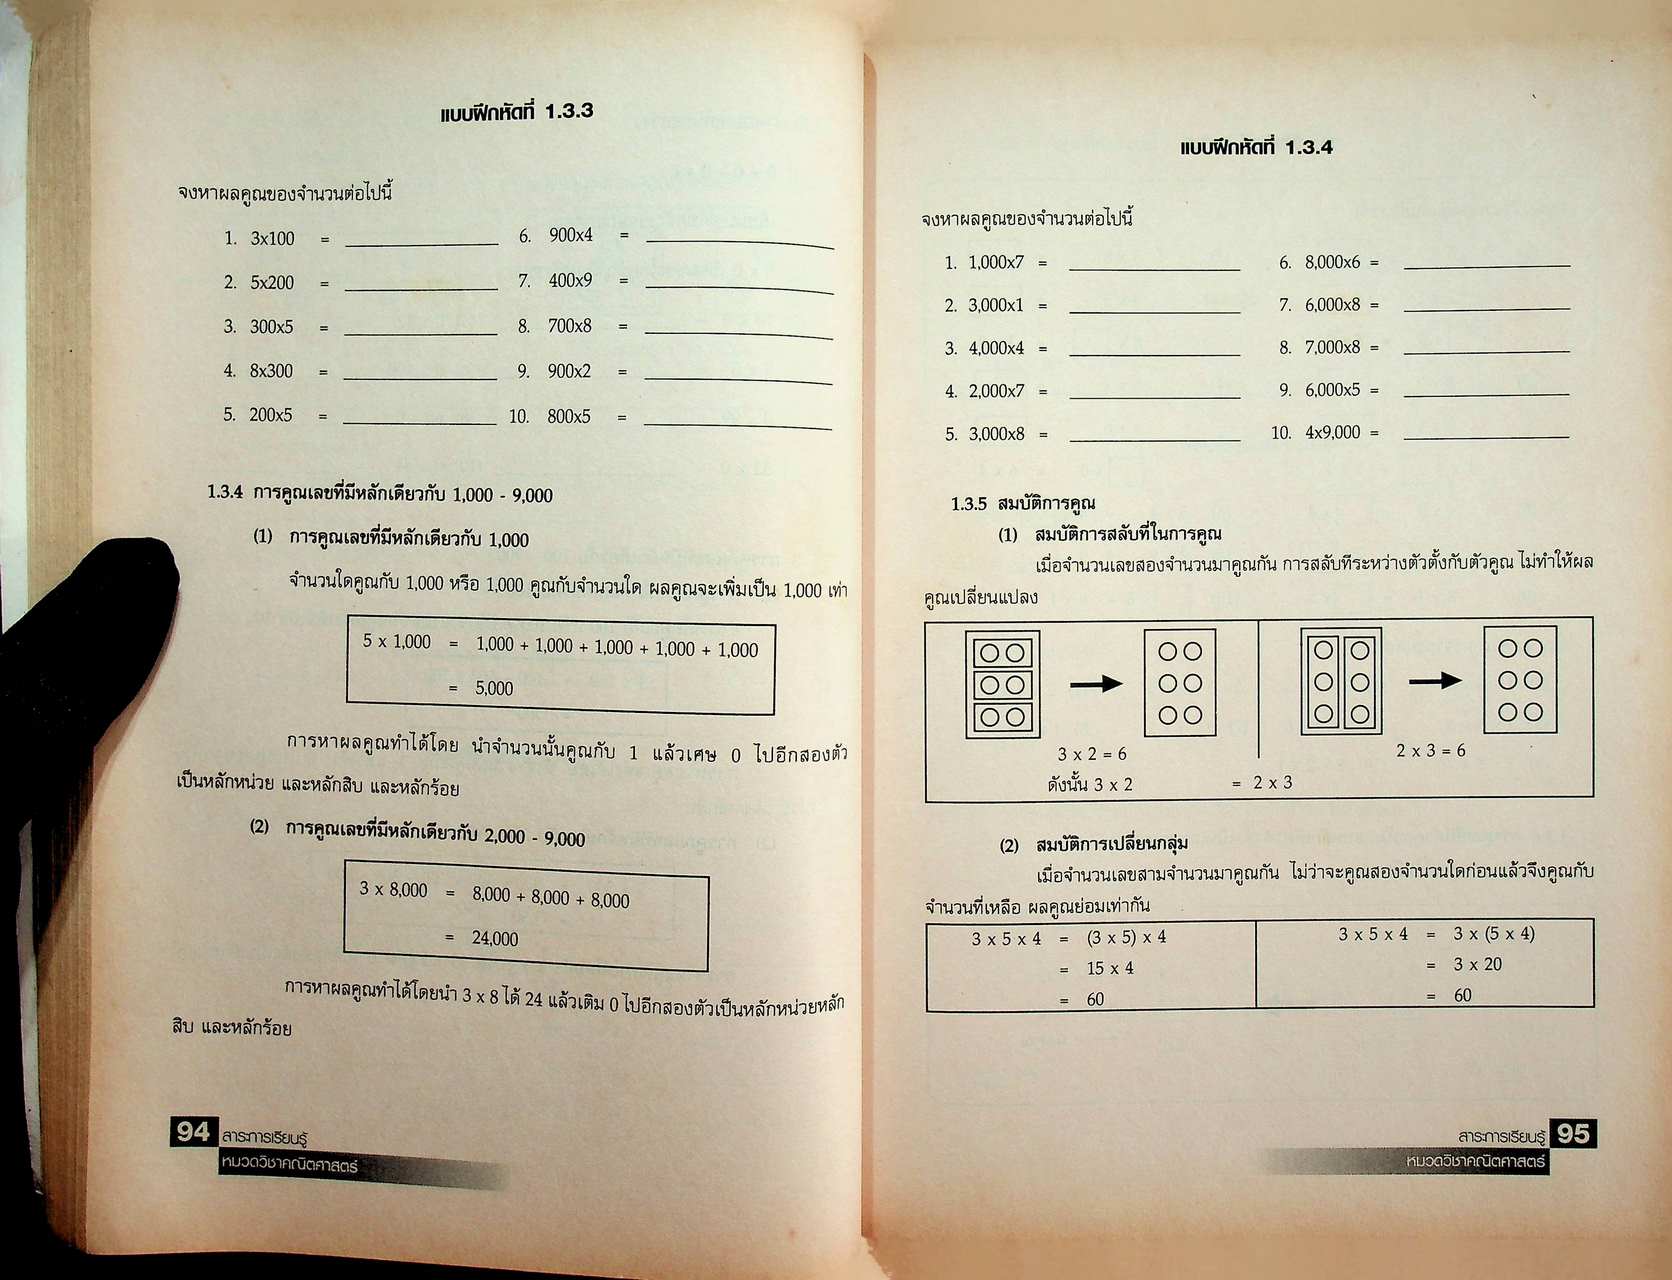 แบบฝึกหัดที่ 1.3.3
จงหาผลคูณของจำนวนต่อไปนี้
1. 3x100 = ____________ 6. 900x4 = ____________
2. 5x200 = ____________ 7. 400x9 = ____________
3. 300x5 = ____________ 8. 700x8 = ____________
4. 8x300 = ____________ 9. 900x2 = ____________
5. 200x5 = ____________ 10. 800x5 = ____________
1.3.4 การคูณเลขที่มีหลักเดียวกับ 1,000 - 9,000
(1) การคูณเลขที่มีหลักเดียวกับ 1,000
จำนวนใดคูณกับ 1,000 หรือ 1,000 คูณกับจำนวนใด ผลคูณจะเพิ่มเป็น 1,000 เท่า
5 x 1,000 = 1,000 + 1,000 + 1,000 + 1,000 + 1,000
= 5,000
การหาผลคูณทำได้โดย นำจำนวนนั้นคูณกับ 1 แล้วเศษ 0 ไปอีกสองตัว
เป็นหลักหน่วย และหลักสิบ และหลักร้อย
(2) การคูณเลขที่มีหลักเดียวกับ 2,000 - 9,000
3 x 8,000 = 8,000 + 8,000 + 8,000
= 24,000
การหาผลคูณทำได้โดยนำ 3 x 8 ได้ 24 แล้วเติม 0 ไปอีกสองตัวเป็นหลักหน่วยหลัก
สิบ และหลักร้อย
94 สาระการเรียนรู้
หมวดวิชาคณิตศาสตร์
แบบฝึกหัดที่ 1.3.4
จงหาผลคูณของจำนวนต่อไปนี้
1. 1,000x7 = ____________ 6. 8,000x6 = ____________
2. 3,000x1 = ____________ 7. 6,000x8 = ____________
3. 4,000x4 = ____________ 8. 7,000x8 = ____________
4. 2,000x7 = ____________ 9. 6,000x5 = ____________
5. 3,000x8 = ____________ 10. 4x9,000 = ____________
1.3.5 สมบัติการคูณ
(1) สมบัติการสลับที่ในการคูณ
เมื่อจำนวนเลขสองจำนวนมาคูณกัน การสลับทีระหว่างตัวตั้งกับตัวคูณ ไม่ทำให้ผล
คูณเปลี่ยนแปลง
3 x 2 = 6 2 x 3 = 6
ดังนั้น 3 x 2 = 2 x 3
(2) สมบัติการเปลี่ยนกลุ่ม
เมื่อจำนวนเลขสามจำนวนมาคูณกัน ไม่ว่าจะคูณสองจำนวนใดก่อนแล้วจึงคูณกับ
จำนวนที่เหลือ ผลคูณย่อมเท่ากัน
3 x 5 x 4 = (3 x 5) x 4 3 x 5 x 4 = 3 x (5 x 4)
= 15 x 4 = 3 x 20
= 60 = 60
สาระการเรียนรู้ 95
หมวดวิชาคณิตศาสตร์